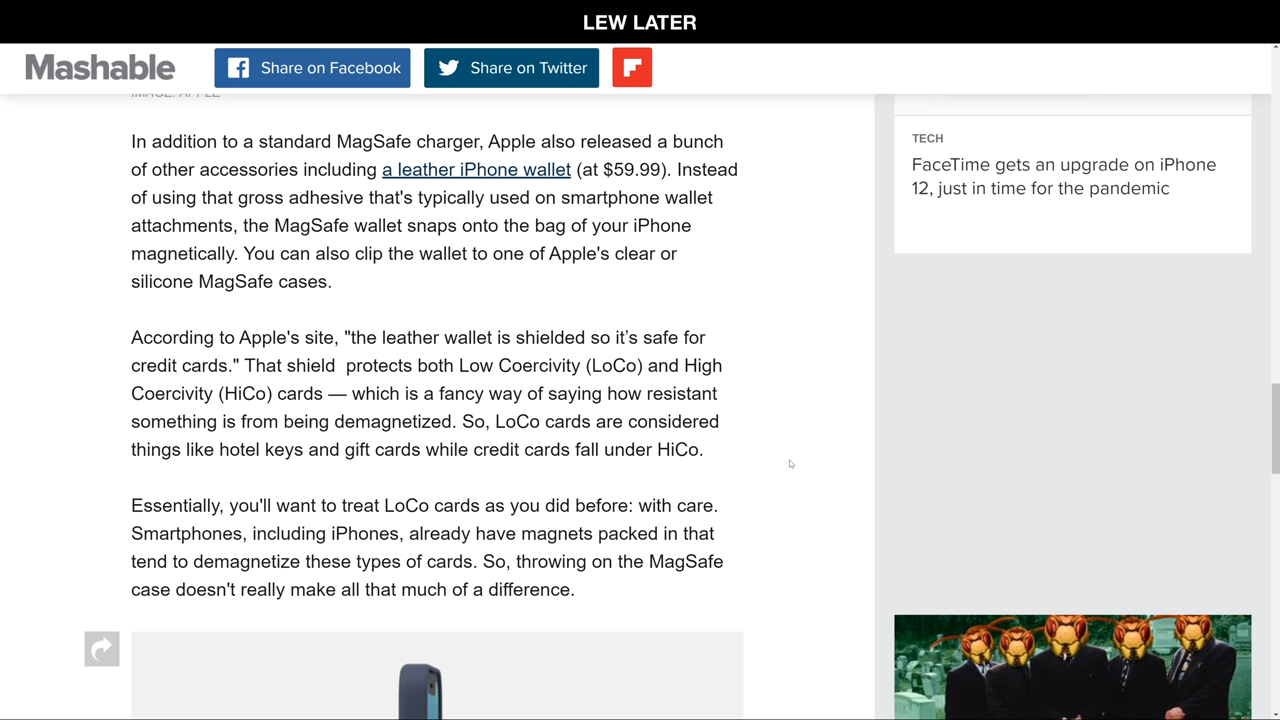 LEW LATER
Mashable
Share on Facebook
Share on Twitter
IMAGE: APPLE
In addition to a standard MagSafe charger, Apple also released a bunch
of other accessories including a leather iPhone wallet (at $59.99). Instead
of using that gross adhesive that's typically used on smartphone wallet
attachments, the MagSafe wallet snaps onto the bag of your iPhone
magnetically. You can also clip the wallet to one of Apple's clear or
silicone MagSafe cases.
According to Apple's site, "the leather wallet is shielded so it’s safe for
credit cards." That shield  protects both Low Coercivity (LoCo) and High
Coercivity (HiCo) cards — which is a fancy way of saying how resistant
something is from being demagnetized. So, LoCo cards are considered
things like hotel keys and gift cards while credit cards fall under HiCo.
Essentially, you'll want to treat LoCo cards as you did before: with care.
Smartphones, including iPhones, already have magnets packed in that
tend to demagnetize these types of cards. So, throwing on the MagSafe
case doesn't really make all that much of a difference.
TECH
FaceTime gets an upgrade on iPhone
12, just in time for the pandemic